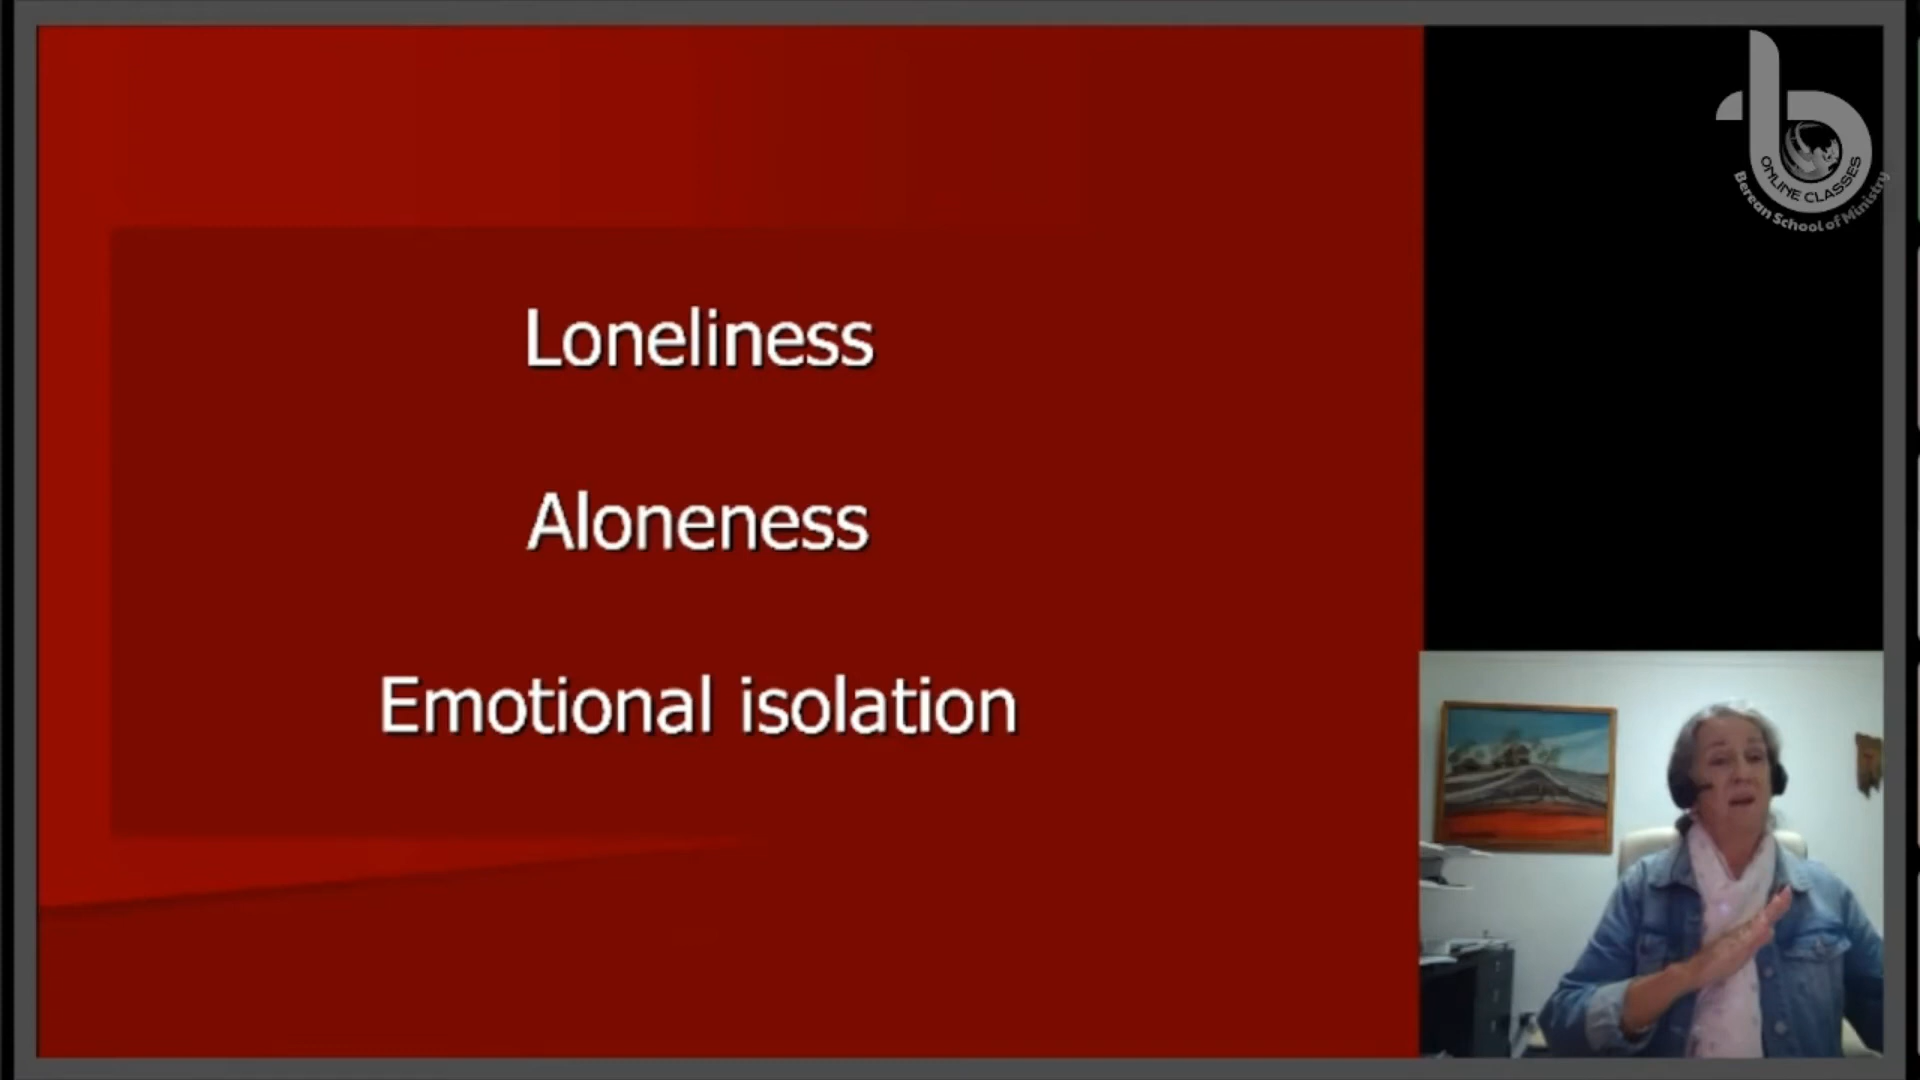 Loneliness
Aloneness
Emotional isolation
ONLINE CLASSES
Berean School of Ministry